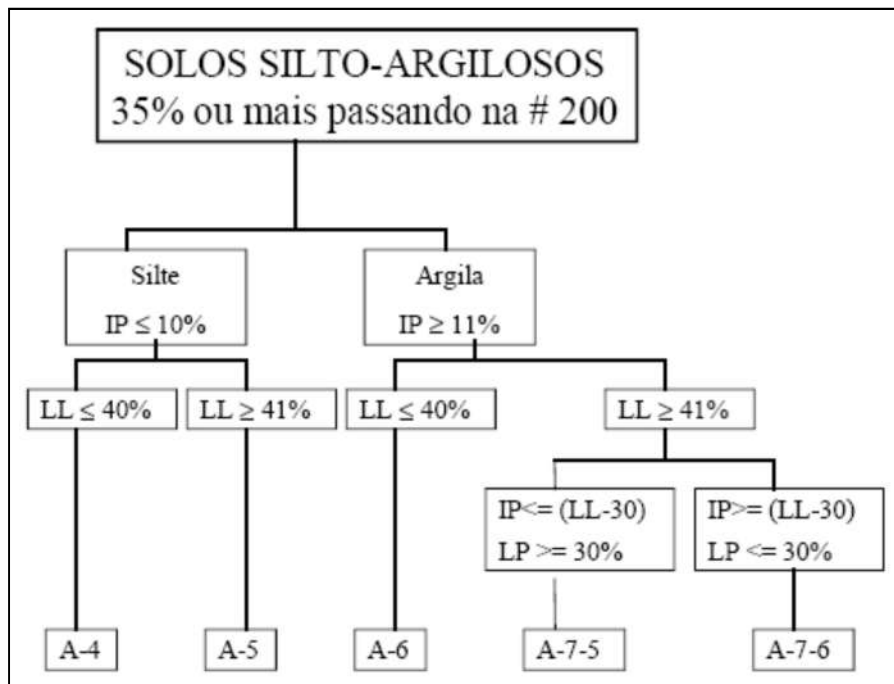 SOLOS SILTO-ARGILOSOS
35% ou mais passando na # 200
Silte
IP ≤ 10%
Argila
IP ≥ 11%
LL ≤ 40%
LL ≥ 41%
LL ≤ 40%
LL ≥ 41%
IP<= (LL-30)
LP >= 30%
IP>= (LL-30)
LP <= 30%
A-4
A-5
A-6
A-7-5
A-7-6